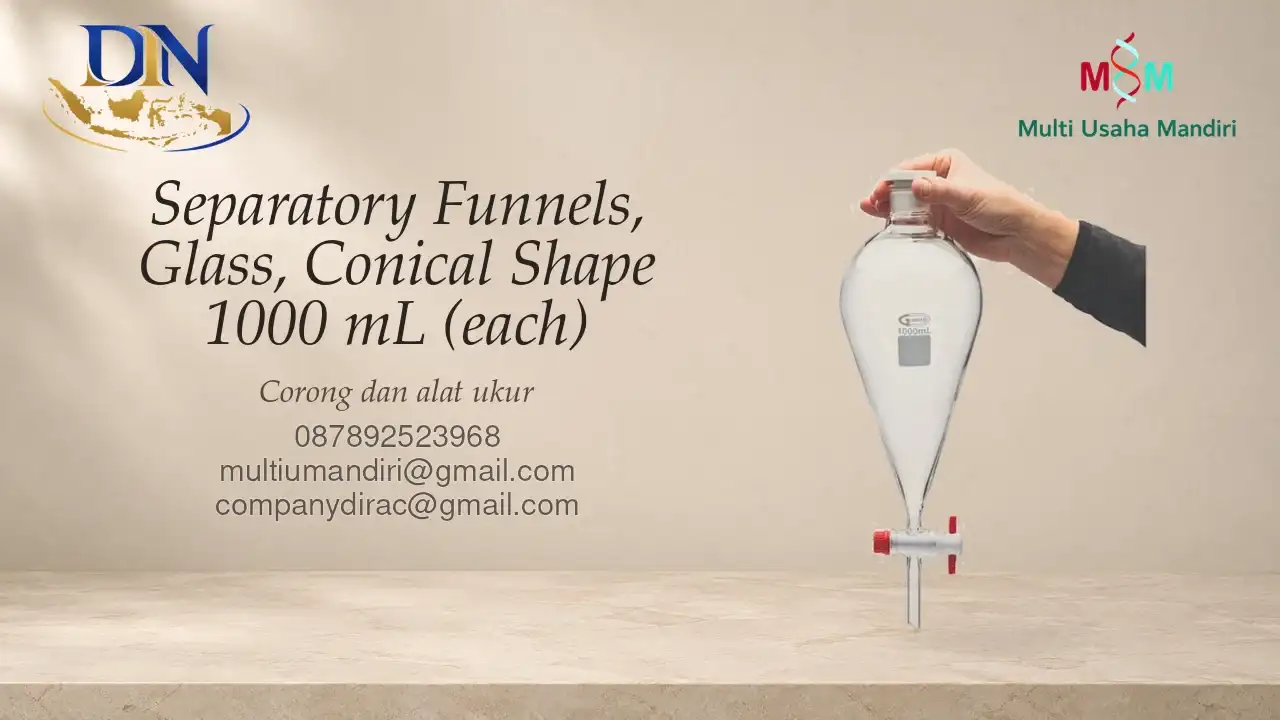 DN
MSM
Multi Usaha Mandiri
Separatory Funnels,
Glass, Conical Shape
1000 mL (each)
Corong dan alat ukur
087892523968
multiumandiri@gmail.com
companydirac@gmail.com
1000mL